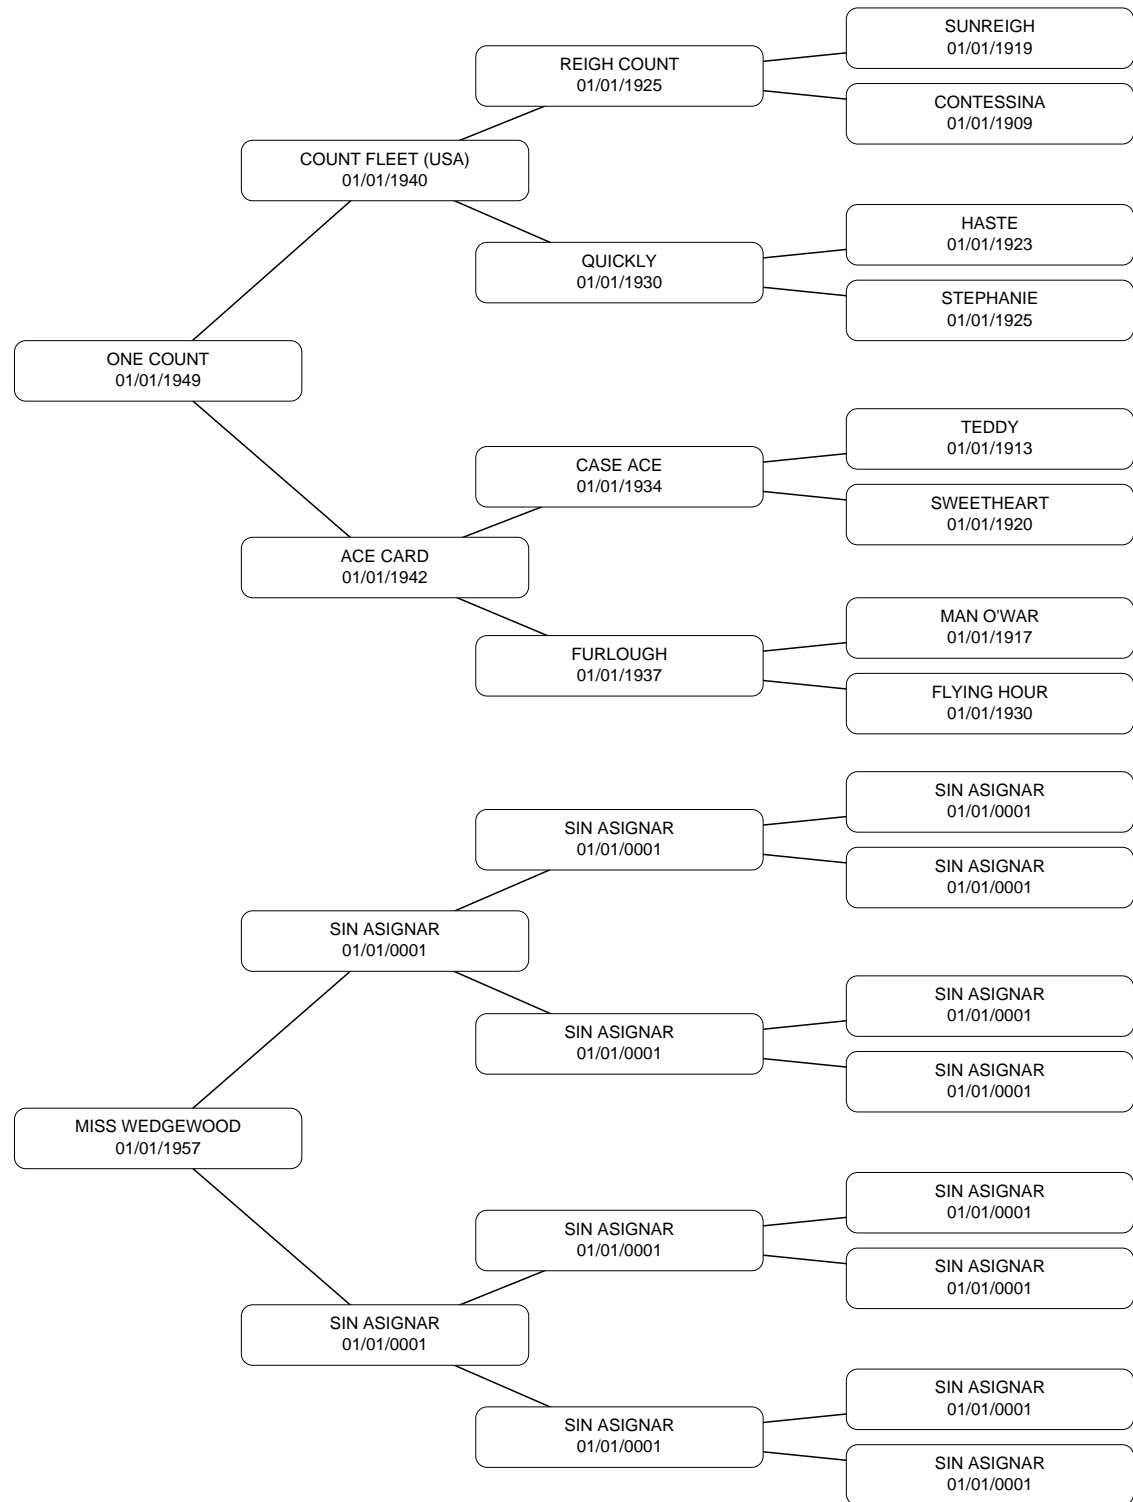 SUNREIGH
01/01/1919
REIGH COUNT
01/01/1925
CONTESSINA
01/01/1909
COUNT FLEET (USA)
01/01/1940
HASTE
01/01/1923
QUICKLY
01/01/1930
STEPHANIE
01/01/1925
ONE COUNT
01/01/1949
TEDDY
01/01/1913
CASE ACE
01/01/1934
SWEETHEART
01/01/1920
ACE CARD
01/01/1942
MAN O'WAR
01/01/1917
FURLOUGH
01/01/1937
FLYING HOUR
01/01/1930
SIN ASIGNAR
01/01/0001
SIN ASIGNAR
01/01/0001
SIN ASIGNAR
01/01/0001
SIN ASIGNAR
01/01/0001
SIN ASIGNAR
01/01/0001
SIN ASIGNAR
01/01/0001
SIN ASIGNAR
01/01/0001
MISS WEDGEWOOD
01/01/1957
SIN ASIGNAR
01/01/0001
SIN ASIGNAR
01/01/0001
SIN ASIGNAR
01/01/0001
SIN ASIGNAR
01/01/0001
SIN ASIGNAR
01/01/0001
SIN ASIGNAR
01/01/0001
SIN ASIGNAR
01/01/0001